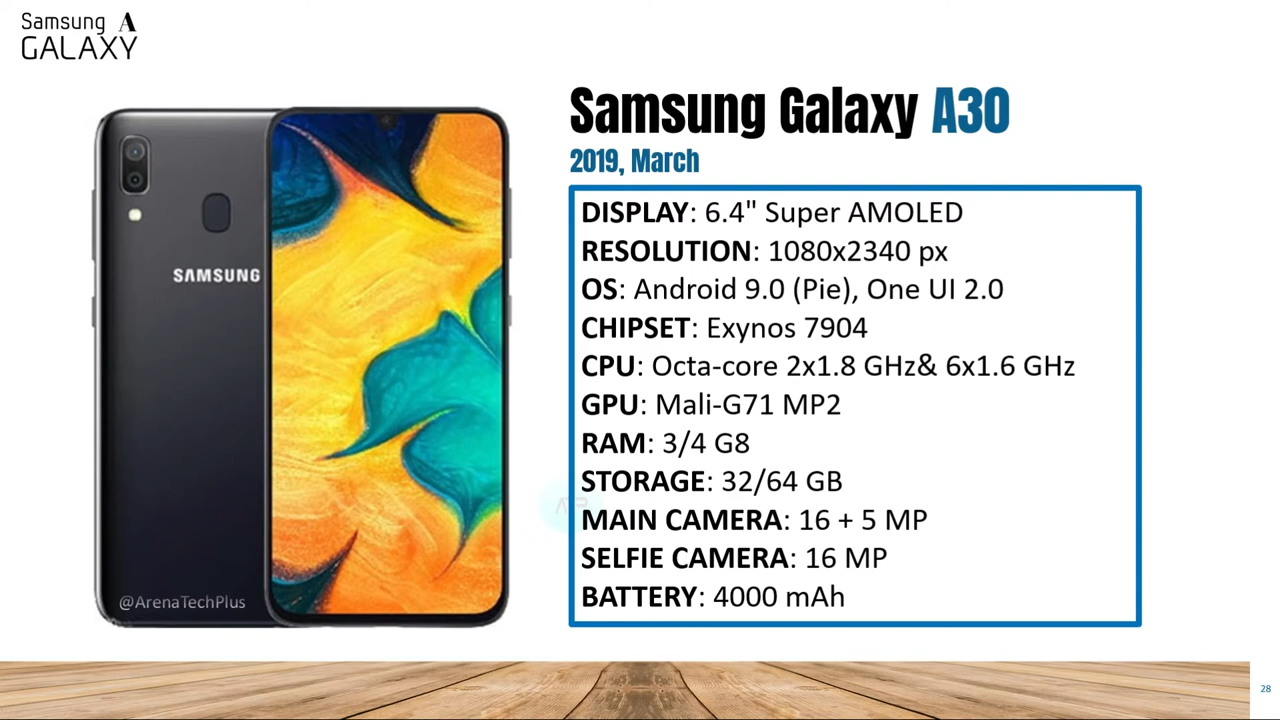 Samsung A
GALAXY
Samsung Galaxy A30
2019, March
DISPLAY: 6.4" Super AMOLED
RESOLUTION: 1080x2340 px
OS: Android 9.0 (Pie), One UI 2.0
CHIPSET: Exynos 7904
CPU: Octa-core 2x1.8 GHz& 6x1.6 GHz
GPU: Mali-G71 MP2
RAM: 3/4 G8
STORAGE: 32/64 GB
MAIN CAMERA: 16 + 5 MP
SELFIE CAMERA: 16 MP
BATTERY: 4000 mAh
SAMSUNG
@ArenaTechPlus
28